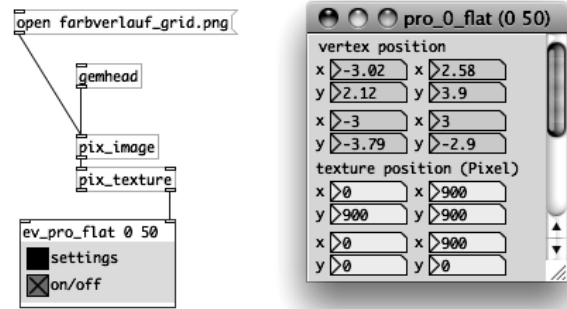 open farbverlauf_grid.png
gemhead
pix_image
pix_texture
ev_pro_flat 0 50
settings
on/off
pro_0_flat (0 50)
vertex position
x -3.02 x 2.58
y 2.12 y 3.9
x -3 x 3
y -3.79 y -2.9
texture position (Pixel)
x 0 x 900
y 900 y 900
x 0 x 900
y 0 y 0